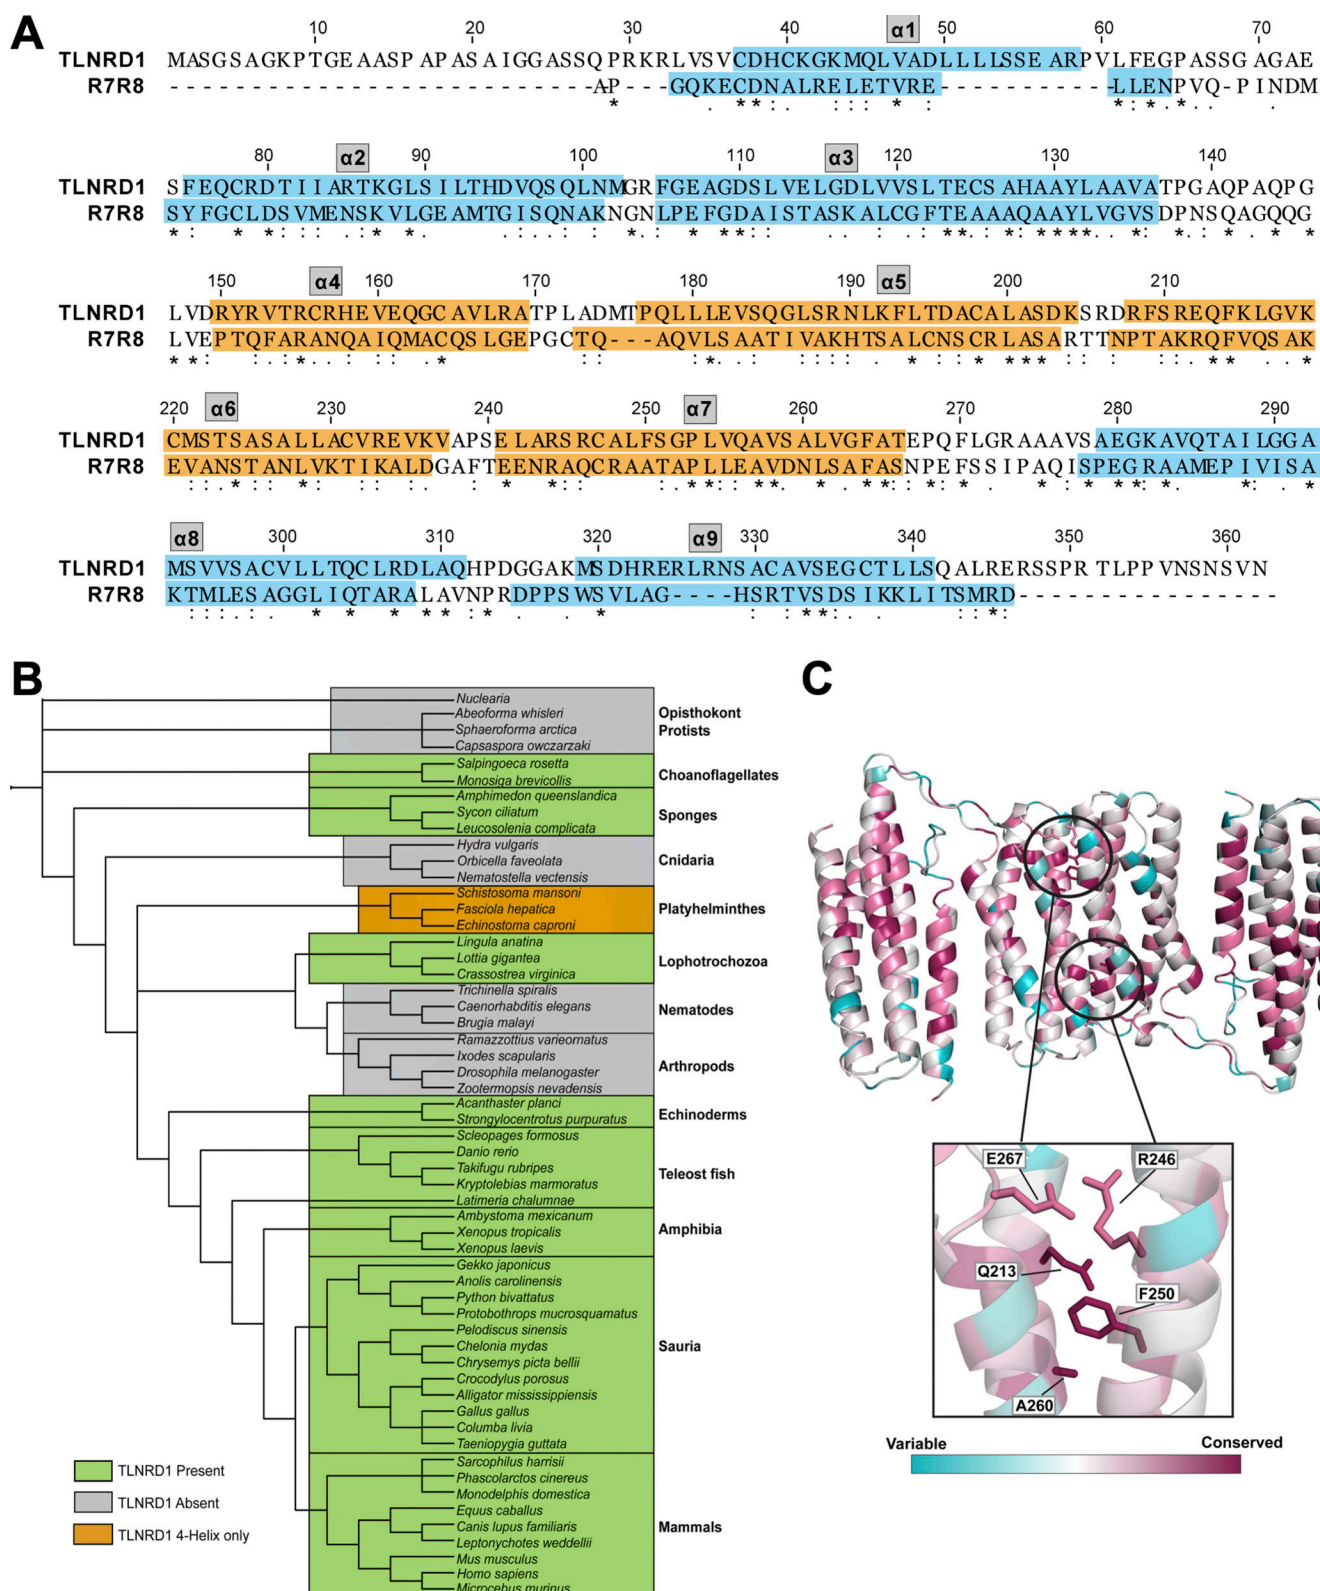 A
10 20 30 40 α1 50 60 70
TLNRD1 MASGSAGKPTGEAASPAPASAIGGASSQPRKRLVSVCDHCKGKMQLVADLLLLSSEARPVLFEGPASSGAGAE
R7R8 ---------------------------A-P---GQKECDNALRELETVRE-----------LLENPVQ-PINDM
80 α2 90 100 110 α3 120 130 140
TLNRD1 SFEQCRDTIIARTKGLSILTHDVQSQLNMGRFGEAGDSLVELGDLVVSLTECSAHAAYLAAVATPGAQPAQPG
R7R8 SYFGCLDSVMENSKVLGEAMTGISQNAKNGNLPEFGDAISTASKALCGFTEAAAQAAYLVGVSDPNSQAGQQG
150 α4 160 170 180 190 α5 200 210
TLNRD1 LVDRYRVTRCRHEVEQGCAVLRATPLADMTPQLLLEVSQGLSRNLKFLTDACALASDKSRDRFSREQFKLGVK
R7R8 LVEPTQFARANQAIQMACQSLGEPGCTQ---AQVLSAATIVAKHTSALCNSCRLASARTTNPTAKRQFVQSAK
220 α6 230 240 250 α7 260 270 280 290
TLNRD1 CMSTSASALLACVREVKVAPSELARSRCALFSGPLVQAVSALVGFATEPQFLGRAAAVSAEGKAVQTAILGGA
R7R8 EVANSTANLVKTIKALDGAFTEENRAQCRAATAPLLEAVDNLSAFASNPEFSSIPAQISPEGRAAMEPIVISA
α8 300 310 320 α9 330 340 350 360
TLNRD1 MSVVSACVLLTQCLRDLAQHPDGGAKMSDHRERLRNSACAVSEGCTLLSQALRERSSPRTLPPVNSNSVN
R7R8 KTMLESAGGLIQTARALAVNPRDPPSWSVLAG----HSRTVSDSIKKLITSMRD----------------
B
Nuclearia
Abeoforma whisleri
Sphaeroforma arctica
Capsaspora owczarzaki
Opisthokont
Protists
Salpingoeca rosetta
Monosiga brevicollis
Choanoflagellates
Amphimedon queenslandica
Sycon ciliatum
Leucosolenia complicata
Sponges
Hydra vulgaris
Orbicella faveolata
Nematostella vectensis
Cnidaria
Schistosoma mansoni
Fasciola hepatica
Echinostoma caproni
Platyhelminthes
Lingula anatina
Lottia gigantea
Crassostrea virginica
Lophotrochozoa
Trichinella spiralis
Caenorhabditis elegans
Brugia malayi
Nematodes
Ramazzottius varieornatus
Ixodes scapularis
Drosophila melanogaster
Zootermopsis nevadensis
Arthropods
Acanthaster planci
Strongylocentrotus purpuratus
Echinoderms
Scleopages formosus
Danio rerio
Takifugu rubripes
Kryptolebias marmoratus
Latimeria chalumnae
Teleost fish
Ambystoma mexicanum
Xenopus tropicalis
Xenopus laevis
Amphibia
Gekko japonicus
Anolis carolinensis
Python bivattatus
Protobothrops mucrosquamatus
Pelodiscus sinensis
Chelonia mydas
Chrysemys picta bellii
Crocodylus porosus
Alligator mississippiensis
Gallus gallus
Columba livia
Taeniopygia guttata
Sauria
Sarcophilus harrisii
Phascolarctos cinereus
Monodelphis domestica
Equus caballus
Canis lupus familiaris
Leptonychotes weddellii
Mus musculus
Homo sapiens
Microcebus murinus
Mammals
TLNRD1 Present
TLNRD1 Absent
TLNRD1 4-Helix only
C
E267
R246
Q213
F250
A260
Variable Conserved